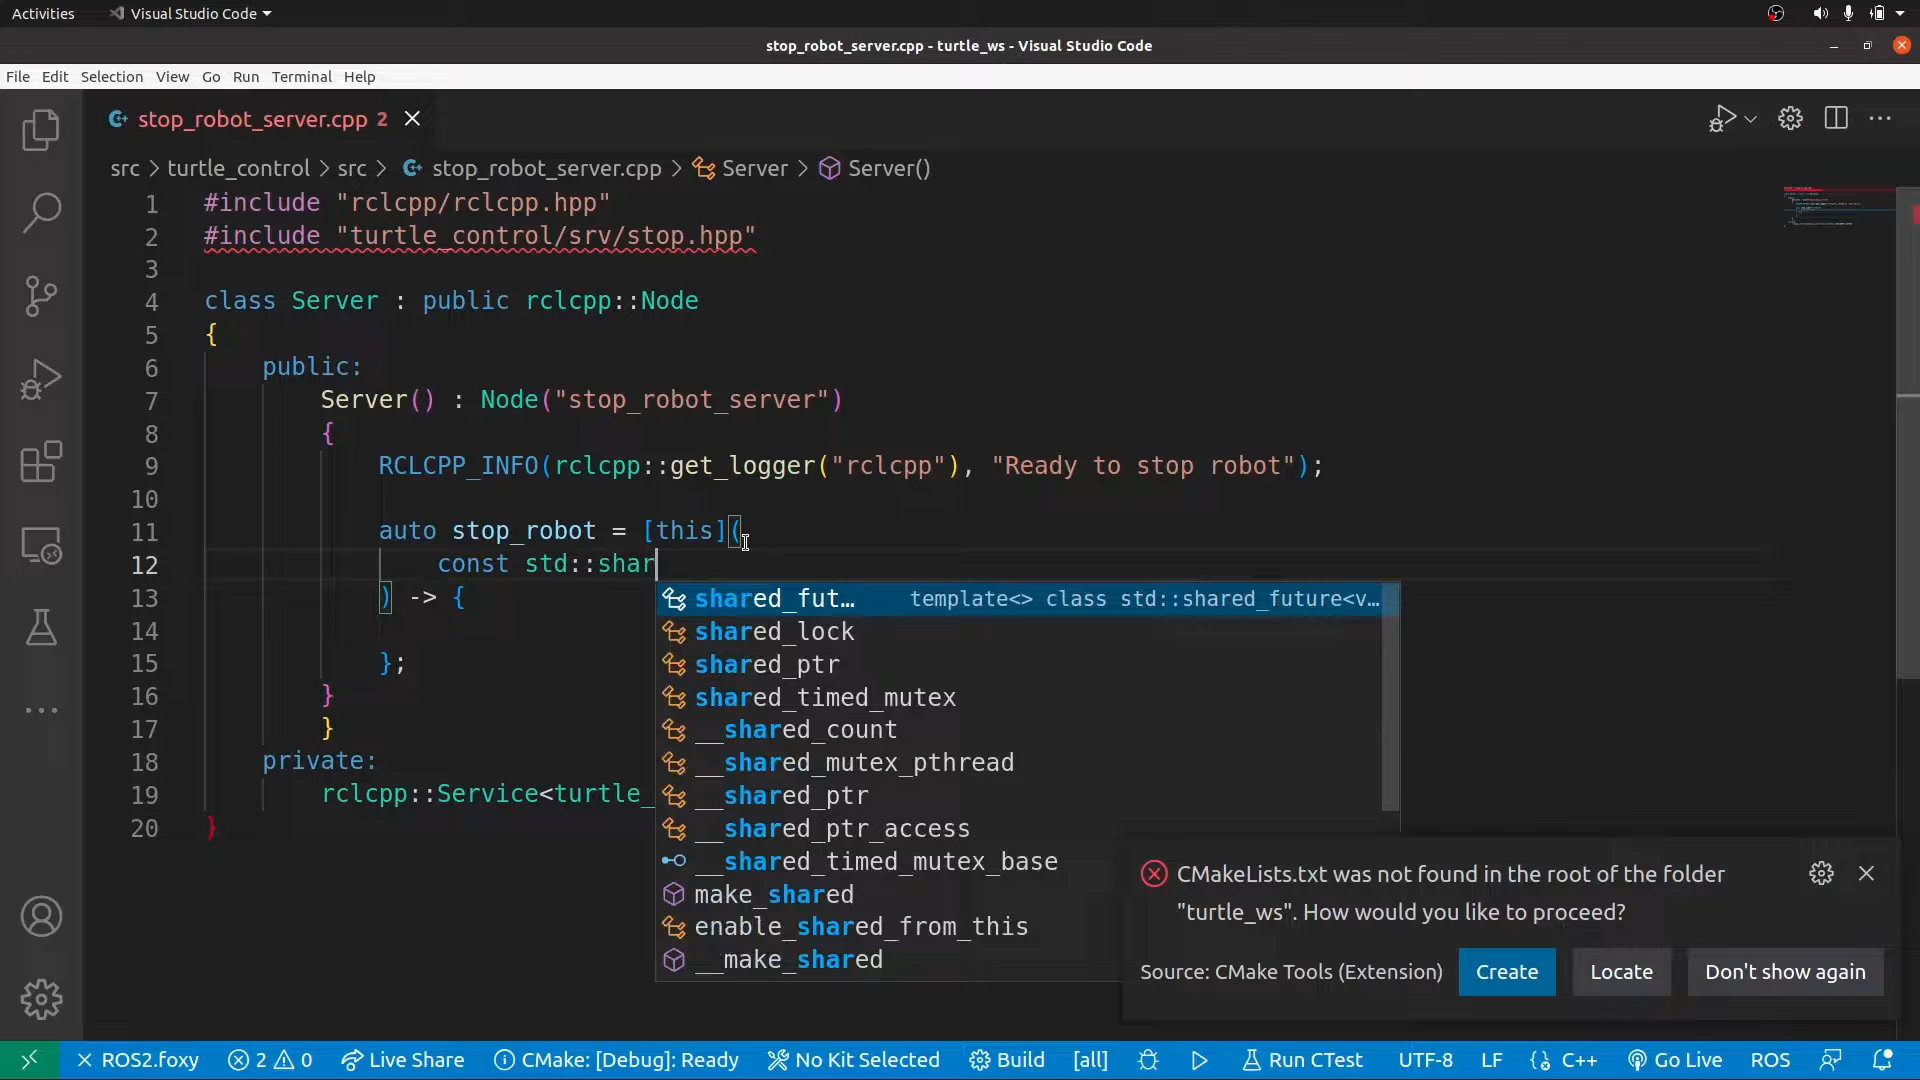 Activities
Visual Studio Code
stop_robot_server.cpp - turtle_ws - Visual Studio Code
File Edit Selection View Go Run Terminal Help
stop_robot_server.cpp 2
src > turtle_control > src > stop_robot_server.cpp > Server > Server()
1 #include "rclcpp/rclcpp.hpp"
2 #include "turtle_control/srv/stop.hpp"
3
4 class Server : public rclcpp::Node
5 {
6 public:
7 Server() : Node("stop_robot_server")
8 {
9 RCLCPP_INFO(rclcpp::get_logger("rclcpp"), "Ready to stop robot");
10
11 auto stop_robot = [this](
12 const std::shar
13 ) -> {
14
15 };
16 }
17 }
18 private:
19 rclcpp::Service<turtle_
20 }
shared_fut… template<> class std::shared_future<v…
shared_lock
shared_ptr
shared_timed_mutex
__shared_count
__shared_mutex_pthread
__shared_ptr
__shared_ptr_access
__shared_timed_mutex_base
make_shared
enable_shared_from_this
__make_shared
CMakeLists.txt was not found in the root of the folder
"turtle_ws". How would you like to proceed?
Source: CMake Tools (Extension)
Create
Locate
Don't show again
ROS2.foxy 2 0 Live Share CMake: [Debug]: Ready No Kit Selected Build [all] Run CTest UTF-8 LF {} C++ Go Live ROS